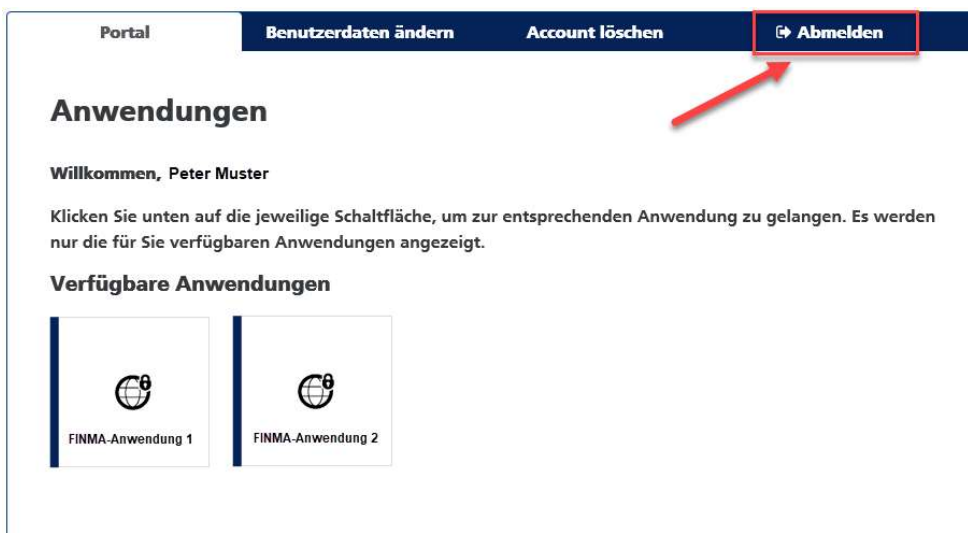 Portal Benutzerdaten ändern Account löschen Abmelden
Anwendungen
Willkommen, Peter Muster
Klicken Sie unten auf die jeweilige Schaltfläche, um zur entsprechenden Anwendung zu gelangen. Es werden
nur die für Sie verfügbaren Anwendungen angezeigt.
Verfügbare Anwendungen
FINMA-Anwendung 1 FINMA-Anwendung 2